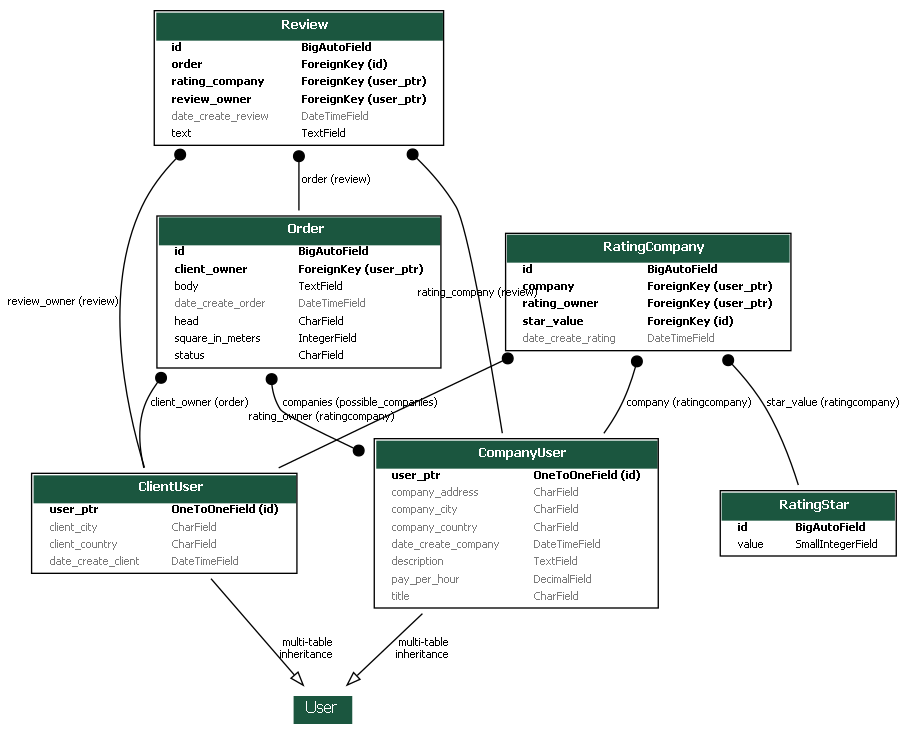 Review
id BigAutoField
order ForeignKey (id)
rating_company ForeignKey (user_ptr)
review_owner ForeignKey (user_ptr)
date_create_review DateTimeField
text TextField
order (review)
Order
id BigAutoField
client_owner ForeignKey (user_ptr)
body TextField
date_create_order DateTimeField
head CharField
square_in_meters IntegerField
status CharField
RatingCompany
id BigAutoField
company ForeignKey (user_ptr)
rating_owner ForeignKey (user_ptr)
star_value ForeignKey (id)
date_create_rating DateTimeField
review_owner (review)
rating_company (review)
client_owner (order)
companies (possible_companies)
rating_owner (ratingcompany)
company (ratingcompany)
star_value (ratingcompany)
ClientUser
user_ptr OneToOneField (id)
client_city CharField
client_country CharField
date_create_client DateTimeField
CompanyUser
user_ptr OneToOneField (id)
company_address CharField
company_city CharField
company_country CharField
date_create_company DateTimeField
description TextField
pay_per_hour DecimalField
title CharField
RatingStar
id BigAutoField
value SmallIntegerField
multi-table
inheritance
multi-table
inheritance
User